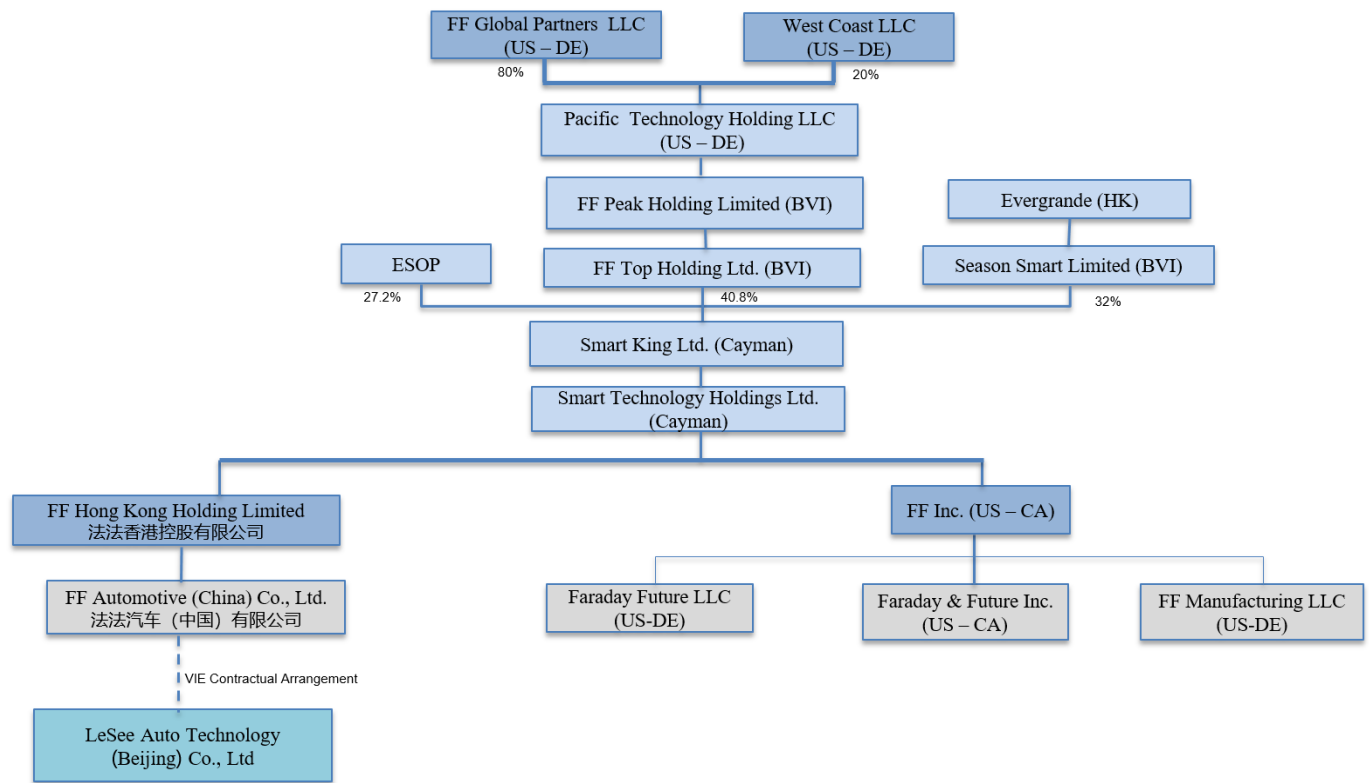 FF Global Partners  LLC
(US – DE)
West Coast LLC
(US – DE)
80%
20%
Pacific  Technology Holding LLC
(US – DE)
FF Peak Holding Limited (BVI)
Evergrande (HK)
ESOP
FF Top Holding Ltd. (BVI)
Season Smart Limited (BVI)
27.2%
40.8%
32%
Smart King Ltd. (Cayman)
Smart Technology Holdings Ltd.
(Cayman)
FF Hong Kong Holding Limited
法法香港控股有限公司
FF Inc. (US – CA)
FF Automotive (China) Co., Ltd.
法法汽车（中国）有限公司
Faraday Future LLC
(US-DE)
Faraday & Future Inc.
(US – CA)
FF Manufacturing LLC
(US-DE)
VIE Contractual Arrangement
LeSee Auto Technology
(Beijing) Co., Ltd